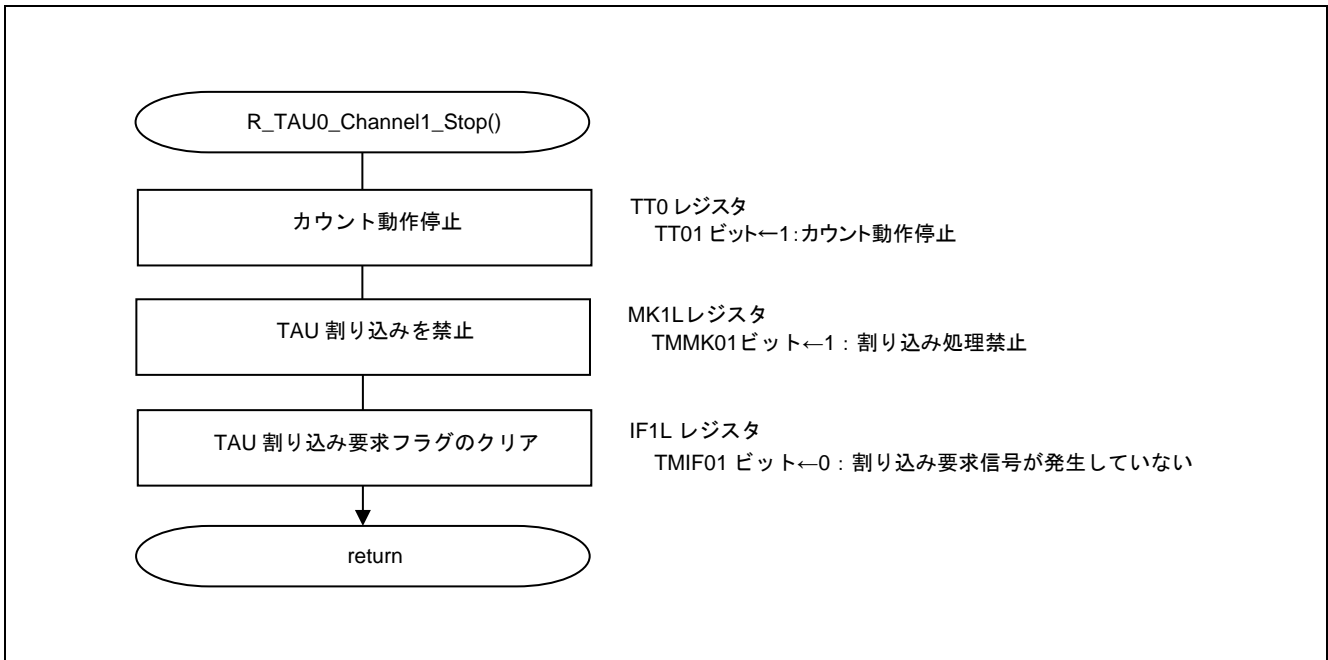 R_TAU0_Channel1_Stop()
カウント動作停止
TT0 レジスタ
TT01 ビット←1:カウント動作停止
TAU 割り込みを禁止
MK1Lレジスタ
TMMK01ビット←1：割り込み処理禁止
TAU 割り込み要求フラグのクリア
IF1L レジスタ
TMIF01 ビット←0：割り込み要求信号が発生していない
return